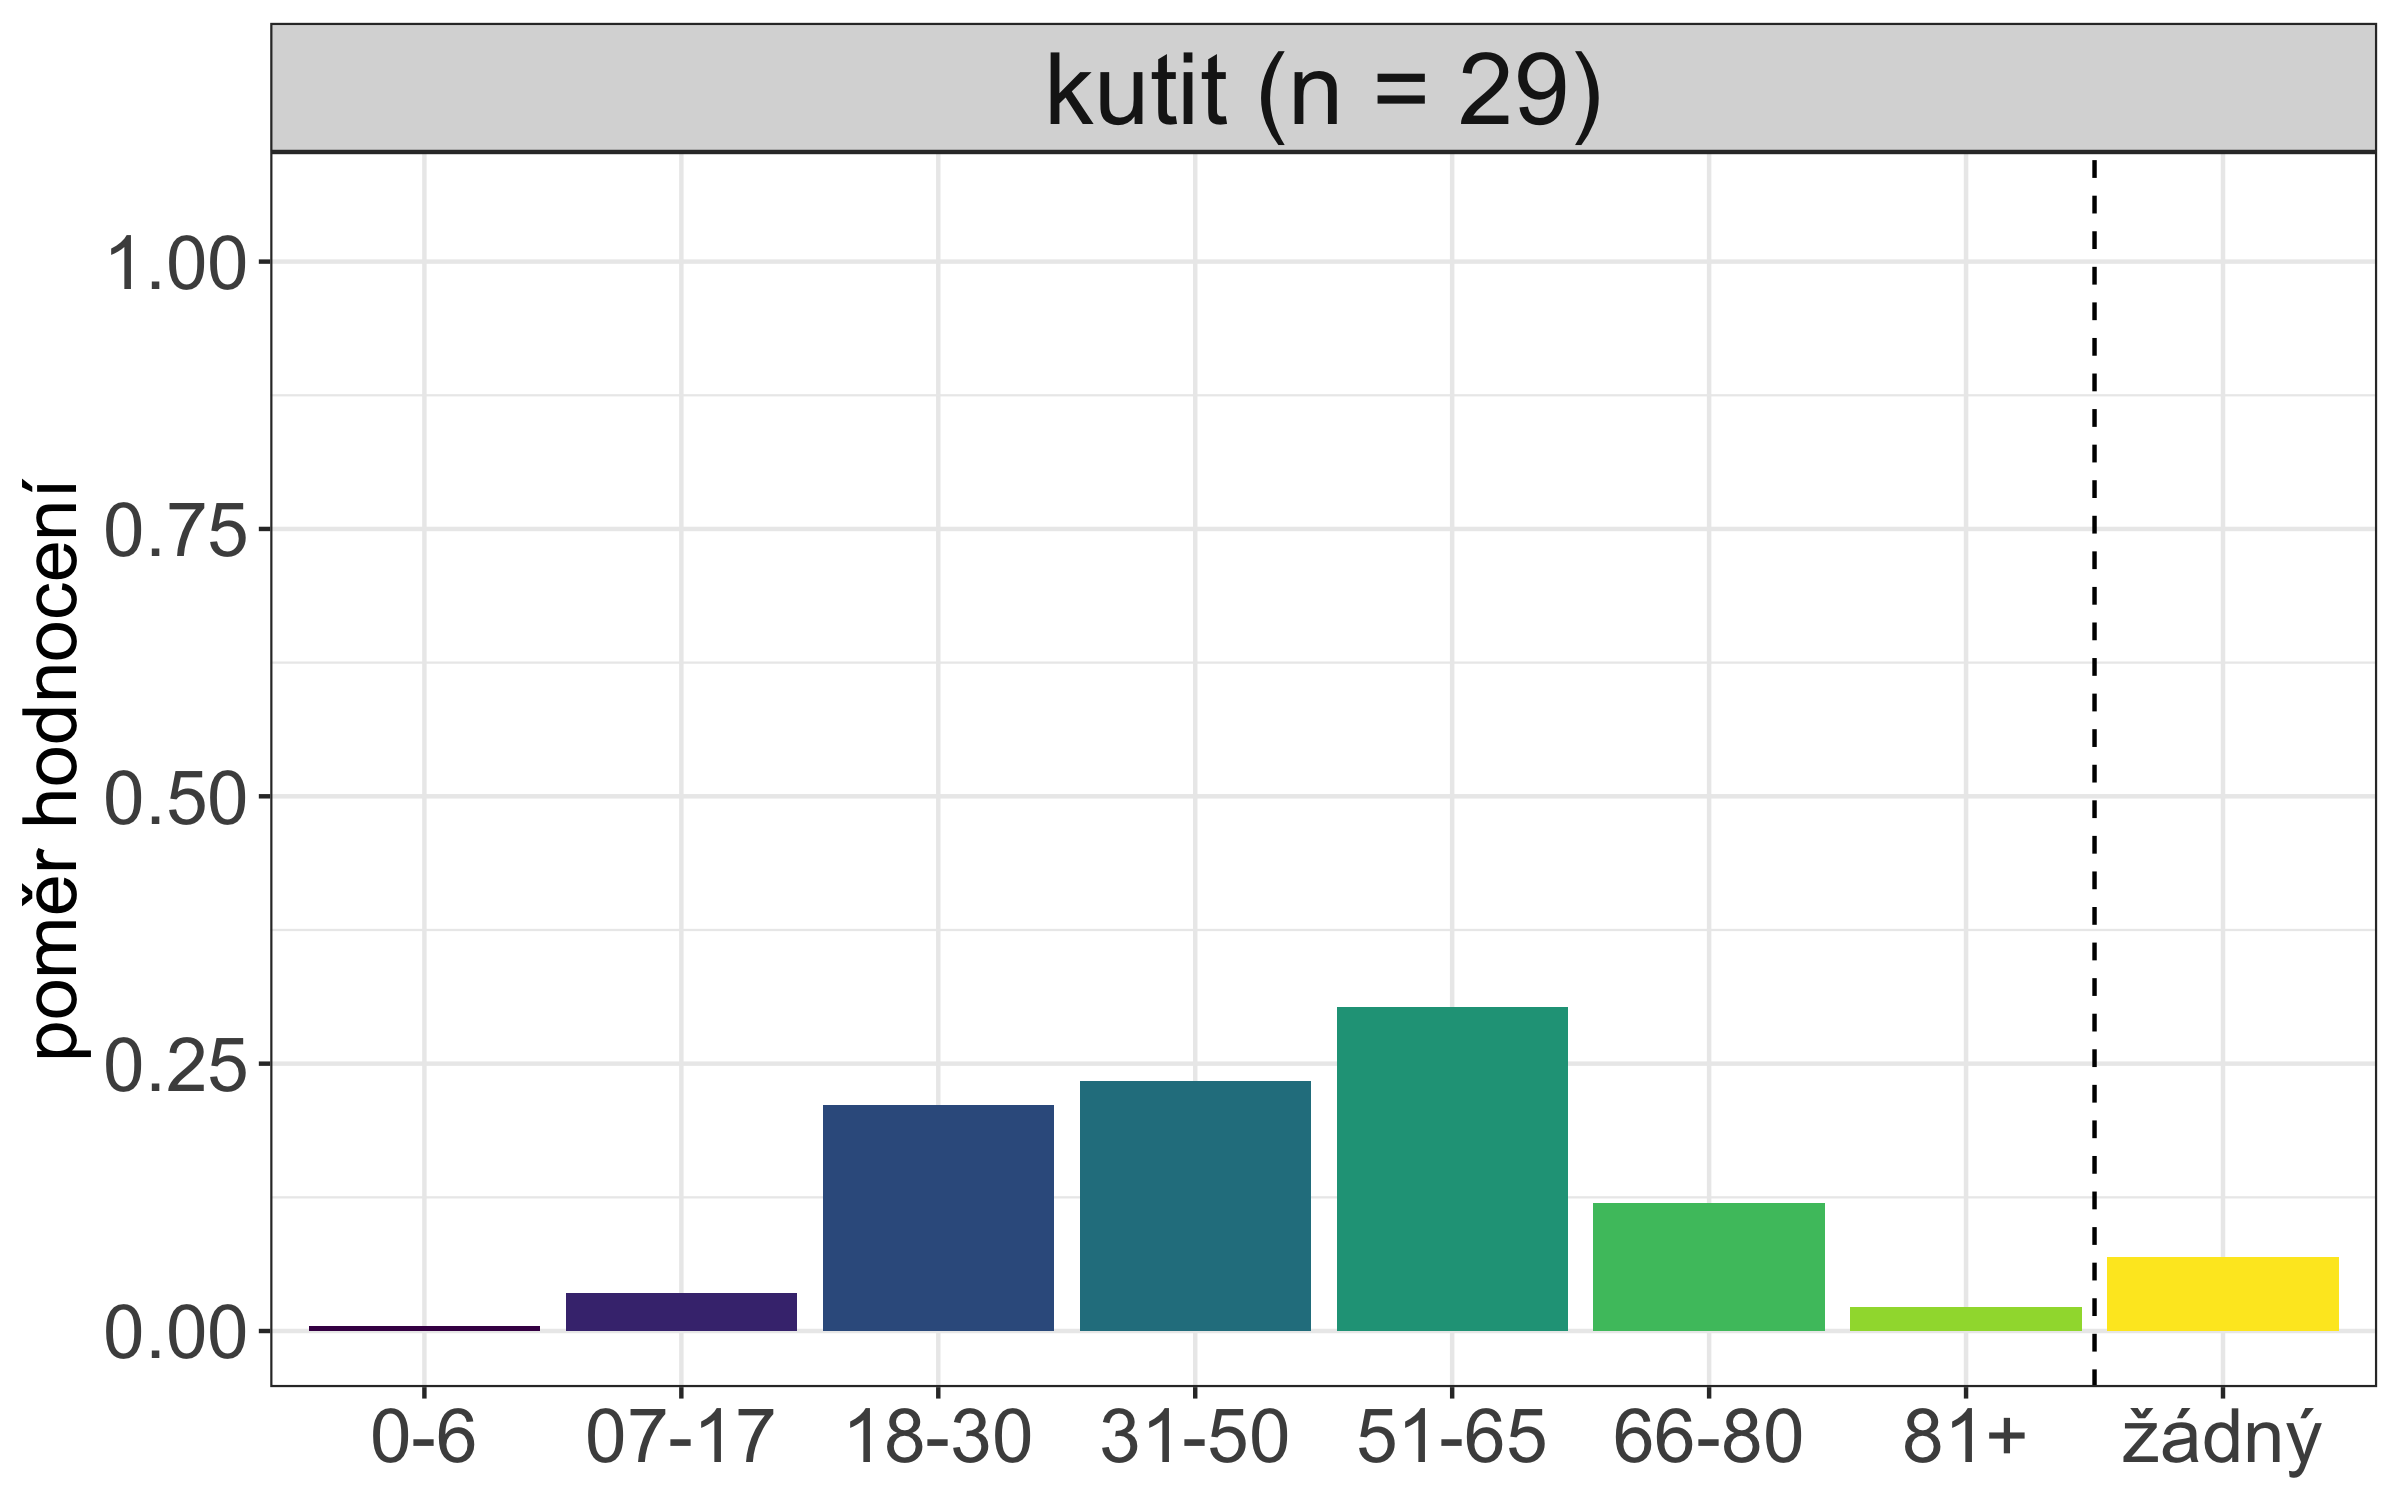 kutit (n = 29)
poměr hodnocení
1.00
0.75
0.50
0.25
0.00
0-6 07-17 18-30 31-50 51-65 66-80 81+ žádný